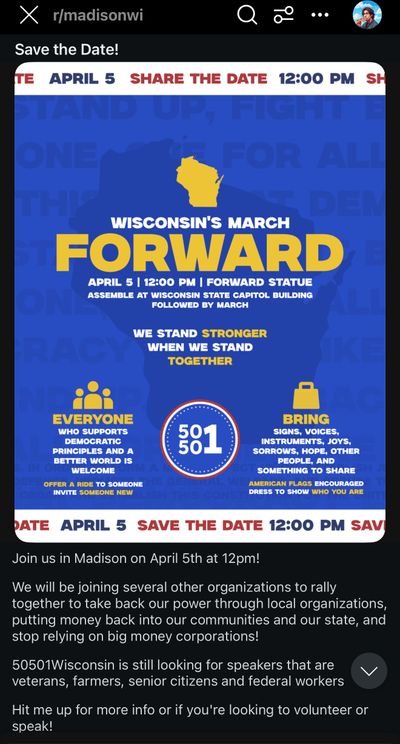 r/madisonwi
Save the Date!
TE APRIL 5 SHARE THE DATE 12:00 PM SH
STAND UP, FIGHT B
ONE FOR ALL
WISCONSIN'S MARCH
FORWARD
APRIL 5 | 12:00 PM | FORWARD STATUE
ASSEMBLE AT WISCONSIN STATE CAPITOL BUILDING
FOLLOWED BY MARCH
WE STAND STRONGER
WHEN WE STAND
TOGETHER
EVERYONE
WHO SUPPORTS
DEMOCRATIC
PRINCIPLES AND A
BETTER WORLD IS
WELCOME
OFFER A RIDE TO SOMEONE
INVITE SOMEONE NEW
50
50
1
BRING
SIGNS, VOICES,
INSTRUMENTS, JOYS,
SORROWS, HOPE, OTHER
PEOPLE, AND
SOMETHING TO SHARE
AMERICAN FLAGS ENCOURAGED
DRESS TO SHOW WHO YOU ARE
DATE APRIL 5 SAVE THE DATE 12:00 PM SAV
Join us in Madison on April 5th at 12pm!
We will be joining several other organizations to rally
together to take back our power through local organizations,
putting money back into our communities and our state, and
stop relying on big money corporations!
50501Wisconsin is still looking for speakers that are
veterans, farmers, senior citizens and federal workers
Hit me up for more info or if you're looking to volunteer or
speak!